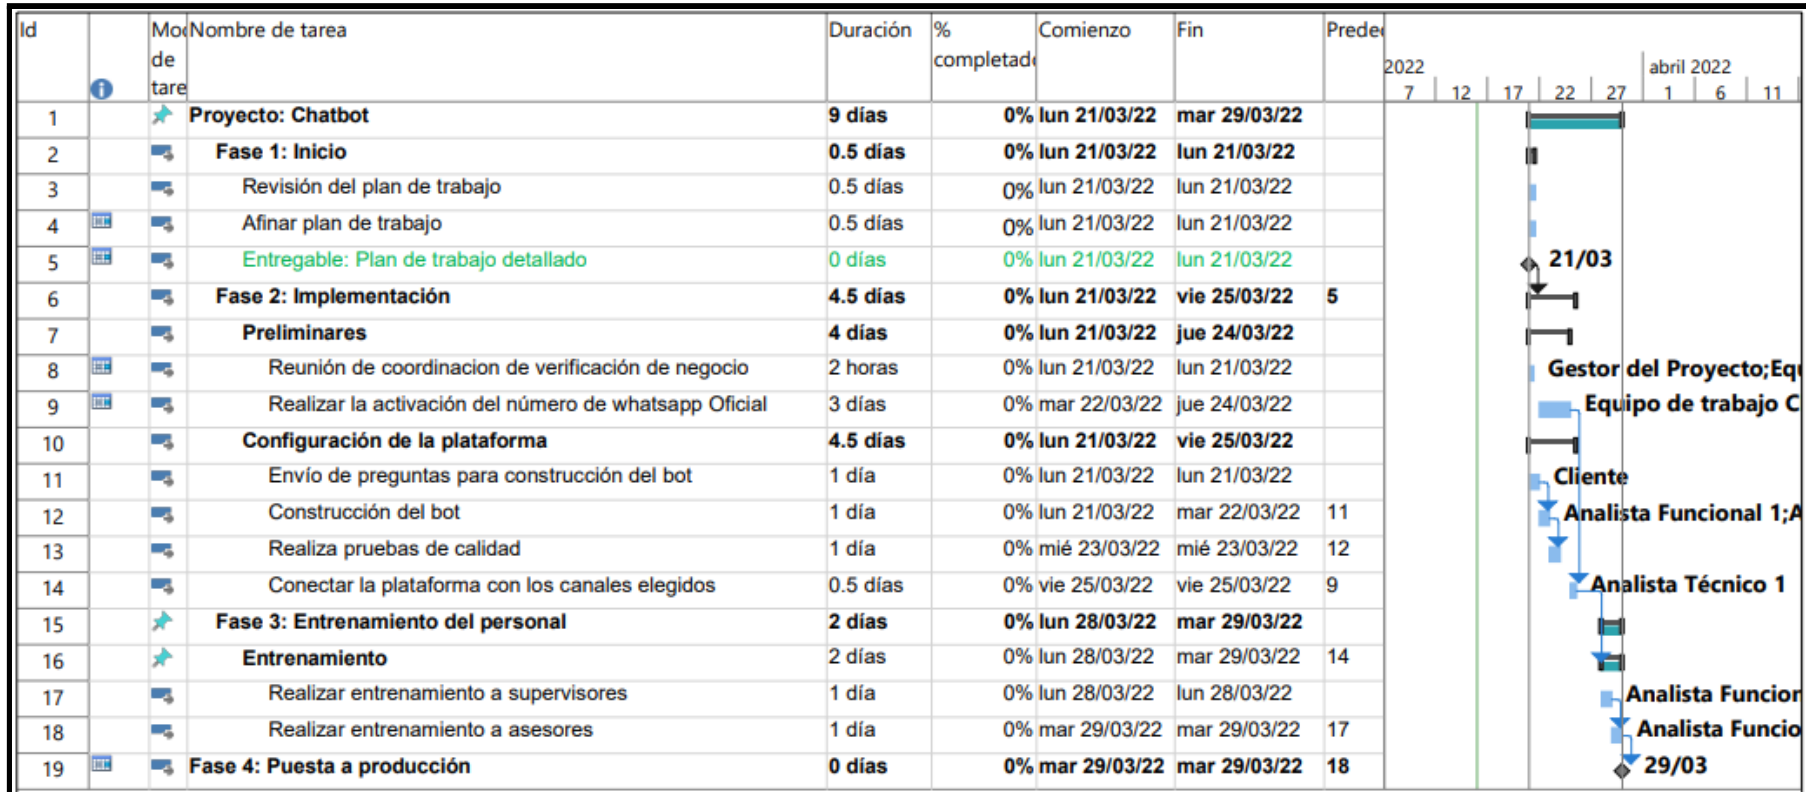 Id Mod de tare Nombre de tarea Duración % completado Comienzo Fin Predec
2022 abril 2022
7 12 17 22 27 1 6 11
1 Proyecto: Chatbot 9 días 0% lun 21/03/22 mar 29/03/22
2 Fase 1: Inicio 0.5 días 0% lun 21/03/22 lun 21/03/22
3 Revisión del plan de trabajo 0.5 días 0% lun 21/03/22 lun 21/03/22
4 Afinar plan de trabajo 0.5 días 0% lun 21/03/22 lun 21/03/22
5 Entregable: Plan de trabajo detallado 0 días 0% lun 21/03/22 lun 21/03/22 21/03
6 Fase 2: Implementación 4.5 días 0% lun 21/03/22 vie 25/03/22 5
7 Preliminares 4 días 0% lun 21/03/22 jue 24/03/22
8 Reunión de coordinacion de verificación de negocio 2 horas 0% lun 21/03/22 lun 21/03/22 Gestor del Proyecto;Equ
9 Realizar la activación del número de whatsapp Oficial 3 días 0% mar 22/03/22 jue 24/03/22 Equipo de trabajo C
10 Configuración de la plataforma 4.5 días 0% lun 21/03/22 vie 25/03/22
11 Envío de preguntas para construcción del bot 1 día 0% lun 21/03/22 lun 21/03/22 Cliente
12 Construcción del bot 1 día 0% lun 21/03/22 mar 22/03/22 11 Analista Funcional 1;A
13 Realiza pruebas de calidad 1 día 0% mié 23/03/22 mié 23/03/22 12
14 Conectar la plataforma con los canales elegidos 0.5 días 0% vie 25/03/22 vie 25/03/22 9 Analista Técnico 1
15 Fase 3: Entrenamiento del personal 2 días 0% lun 28/03/22 mar 29/03/22
16 Entrenamiento 2 días 0% lun 28/03/22 mar 29/03/22 14
17 Realizar entrenamiento a supervisores 1 día 0% lun 28/03/22 lun 28/03/22 Analista Funcion
18 Realizar entrenamiento a asesores 1 día 0% mar 29/03/22 mar 29/03/22 17 Analista Funcio
19 Fase 4: Puesta a producción 0 días 0% mar 29/03/22 mar 29/03/22 18 29/03